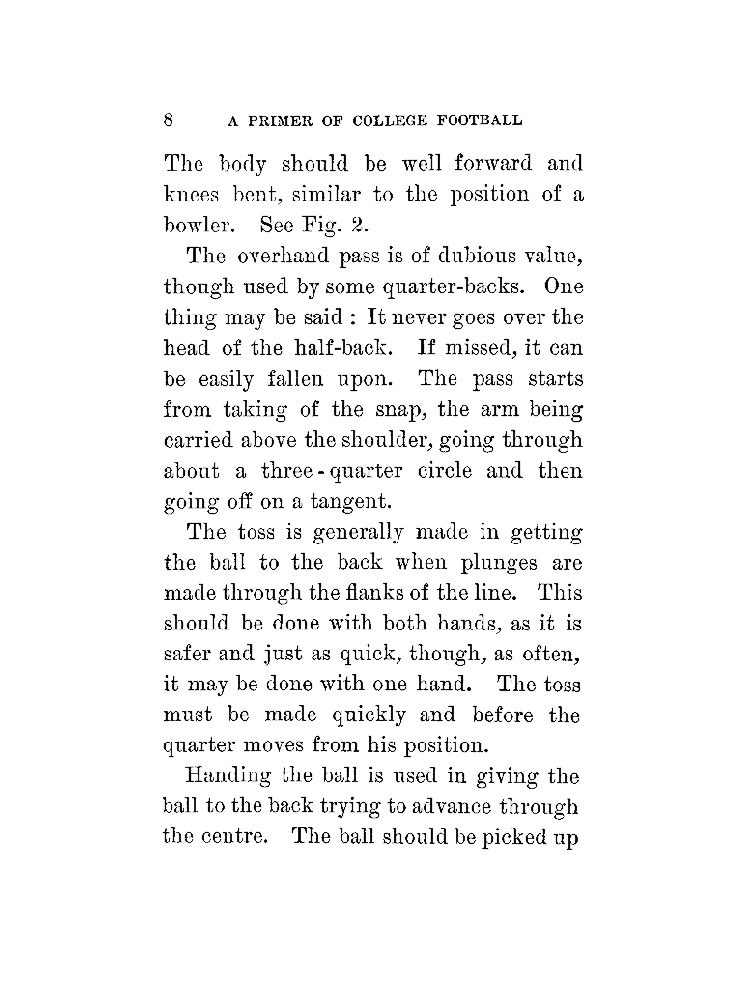 8 A PRIMER OF COLLEGE FOOTBALL
The body should be well forward and
knees bent, similar to the position of a
bowler. See Fig. 2.
The overhand pass is of dubious value,
though used by some quarter-backs. One
thing may be said : It never goes over the
head of the half-back. If missed, it can
be easily fallen upon. The pass starts
from taking of the snap, the arm being
carried above the shoulder, going through
about a three-quarter circle and then
going off on a tangent.
The toss is generally made in getting
the ball to the back when plunges are
made through the flanks of the line. This
should be done with both hands, as it is
safer and just as quick, though, as often,
it may be done with one hand. The toss
must be made quickly and before the
quarter moves from his position.
Handing the ball is used in giving the
ball to the back trying to advance through
the centre. The ball should be picked up